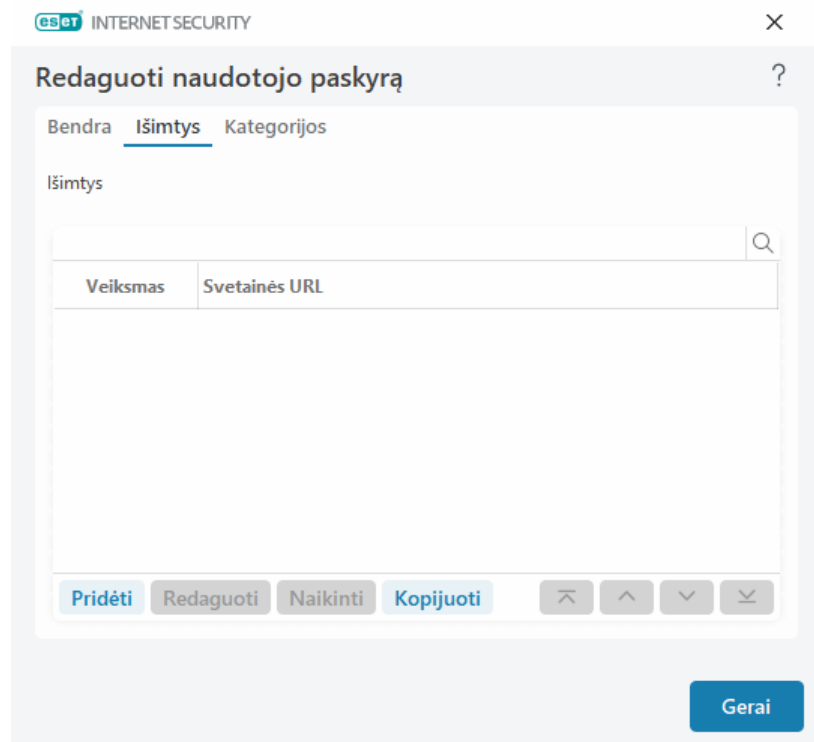 eset INTERNET SECURITY
Redaguoti naudotojo paskyrą
?
Bendra Išimtys Kategorijos
Išimtys
Veiksmas Svetainės URL
Pridėti Redaguoti Naikinti Kopijuoti
Gerai